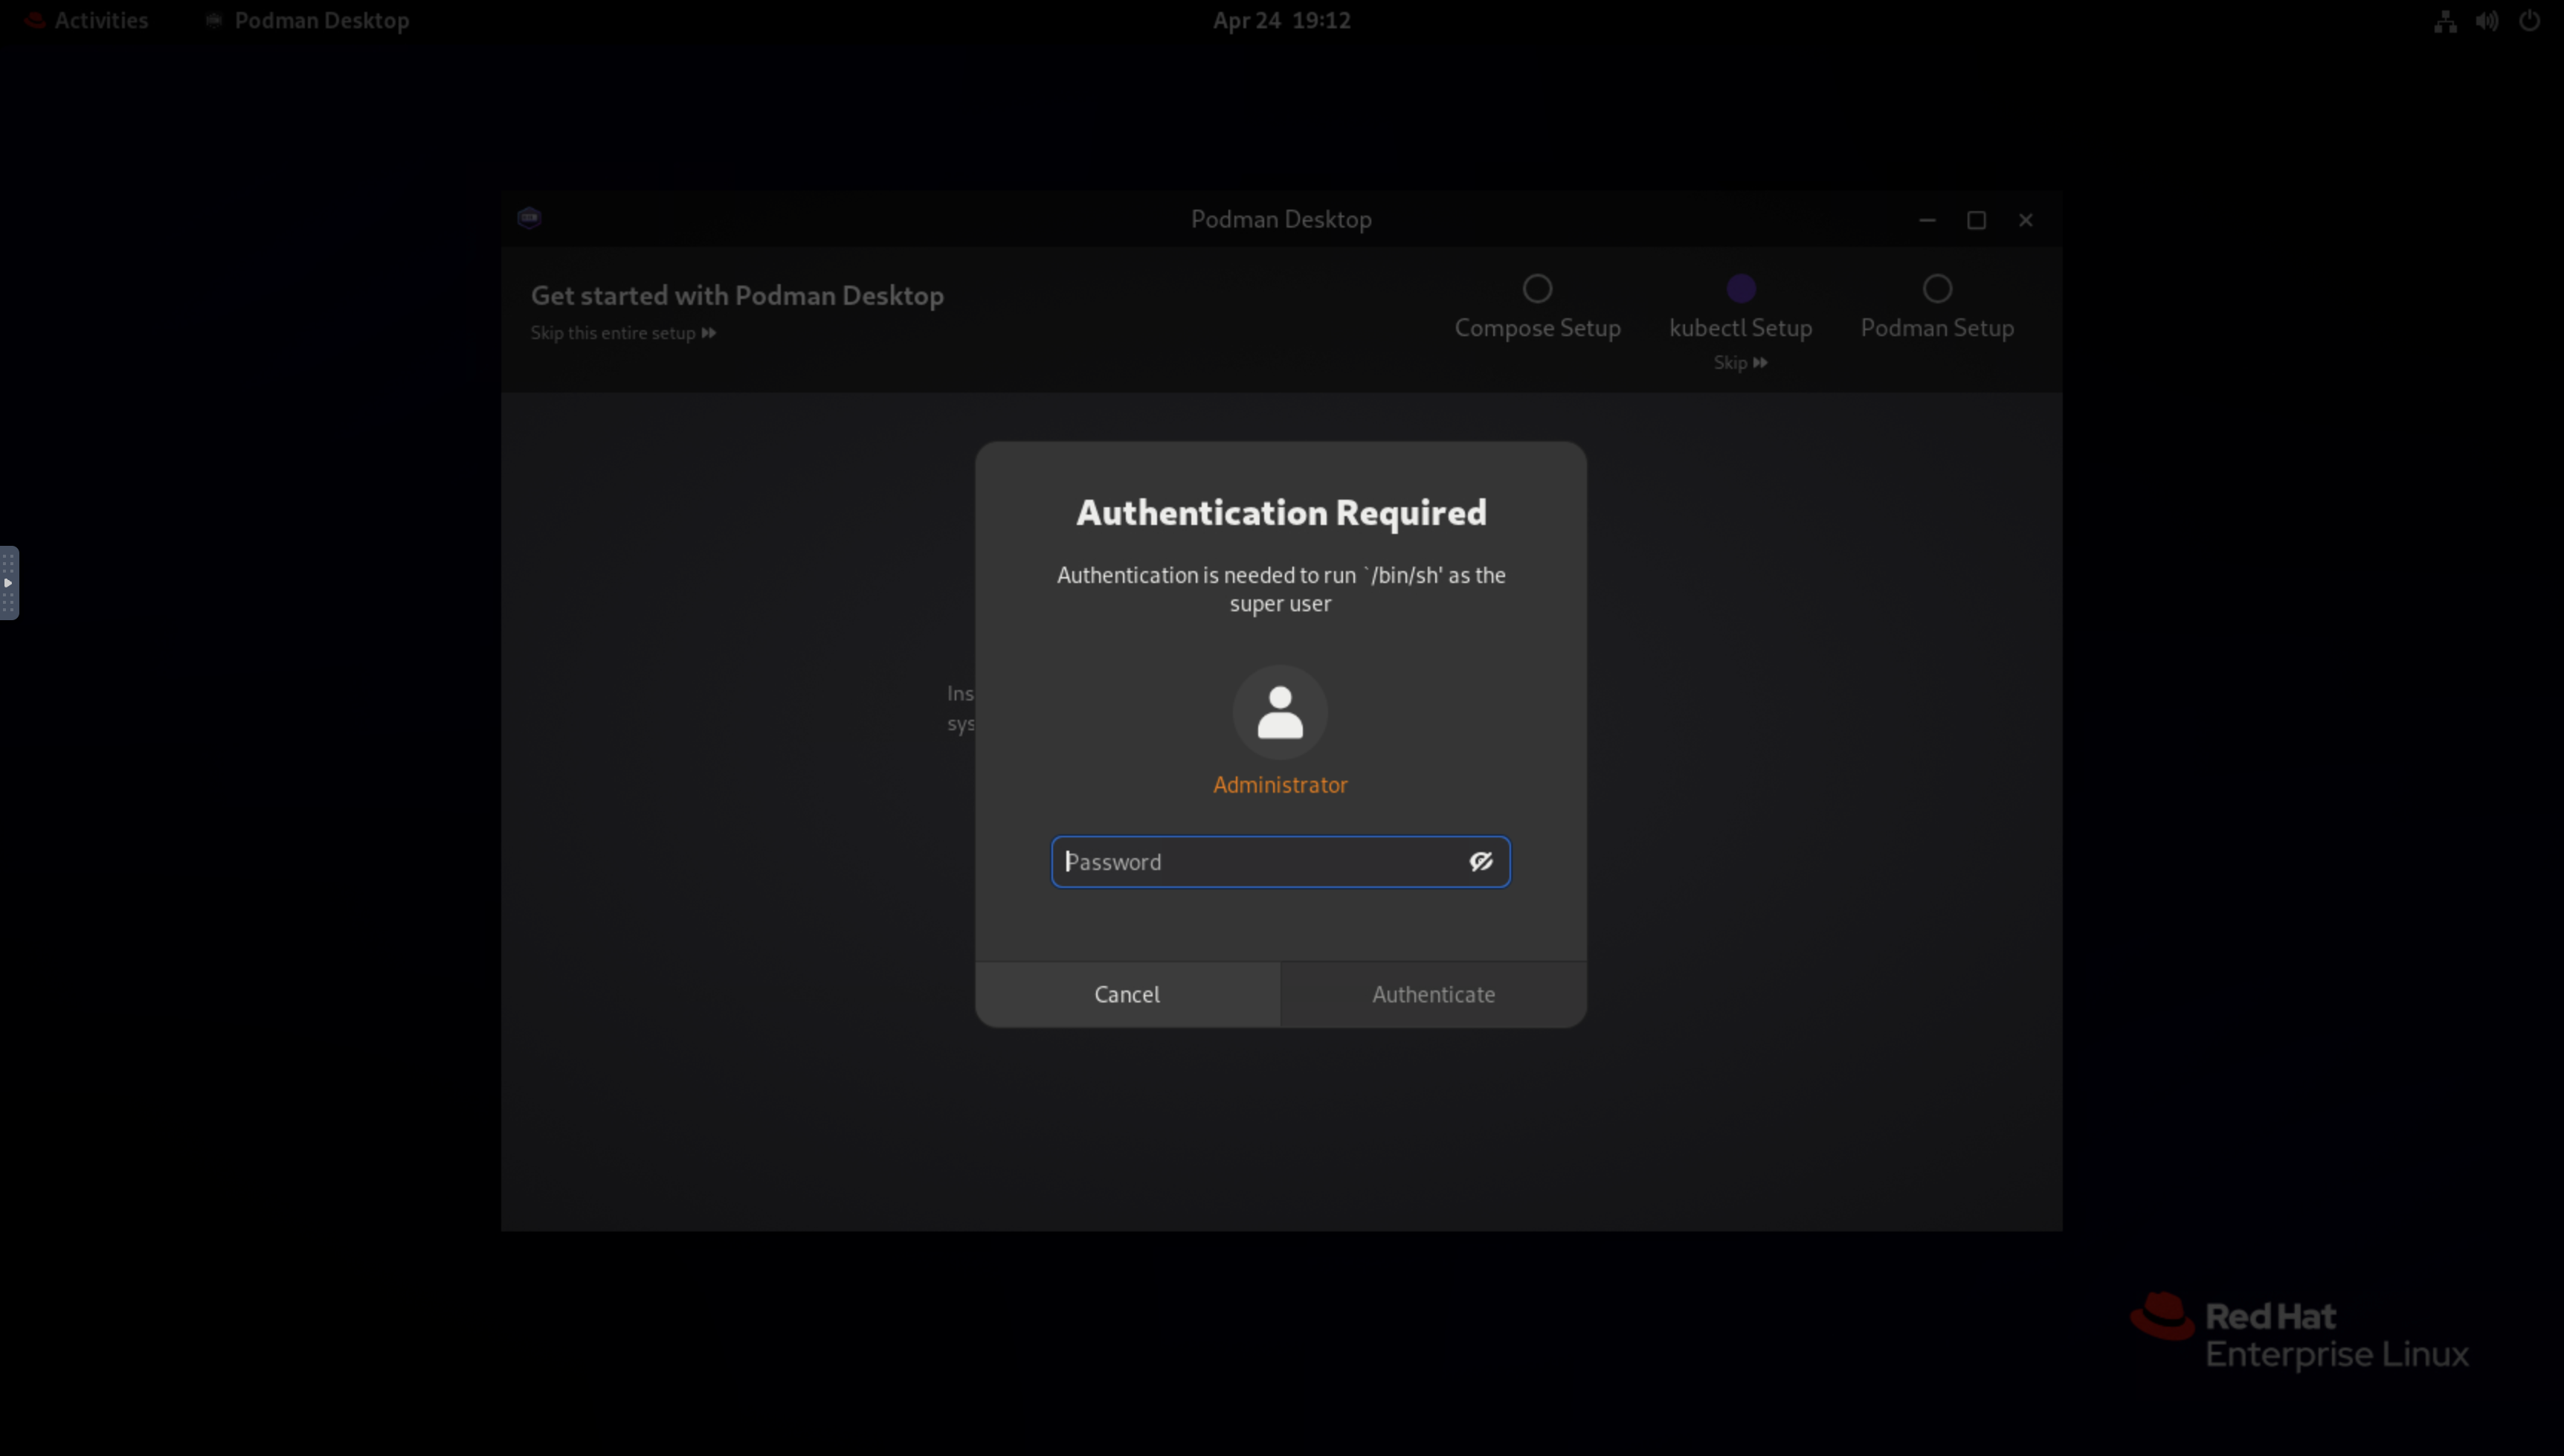 Activities Podman Desktop Apr 24 19:12
Podman Desktop
Get started with Podman Desktop
Skip this entire setup
Compose Setup kubectl Setup Podman Setup
Skip
Authentication Required
Authentication is needed to run `/bin/sh' as the
super user
Ins
sys
Administrator
Password
Cancel Authenticate
Red Hat
Enterprise Linux